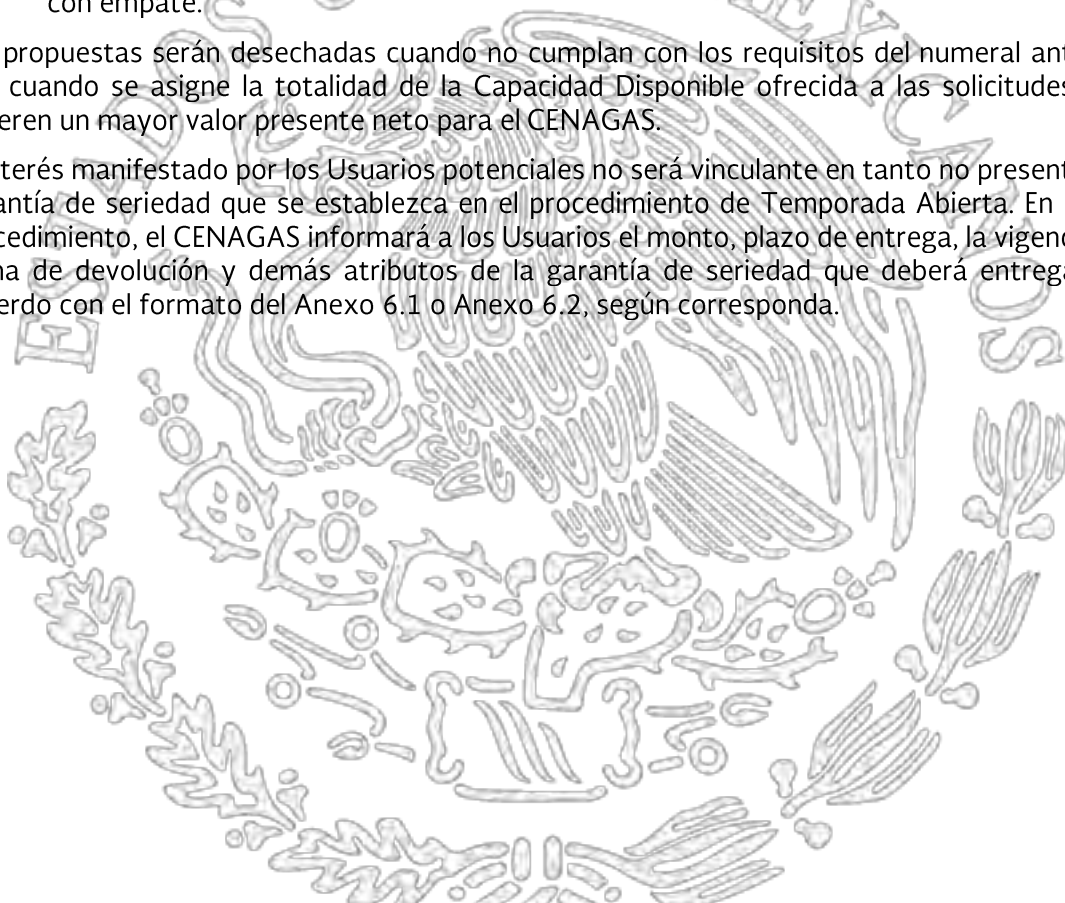 con empate.
propuestas serán desechadas cuando no cumplan con los requisitos del numeral ant
cuando se asigne la totalidad de la Capacidad Disponible ofrecida a las solicitudes
eren un mayor valor presente neto para el CENAGAS.
terés manifestado por los Usuarios potenciales no será vinculante en tanto no present
antía de seriedad que se establezca en el procedimiento de Temporada Abierta. En
cedimiento, el CENAGAS informará a los Usuarios el monto, plazo de entrega, la vigenc
na de devolución y demás atributos de la garantía de seriedad que deberá entrega
erdo con el formato del Anexo 6.1 o Anexo 6.2, según corresponda.
ESTADOS
MEXICANOS